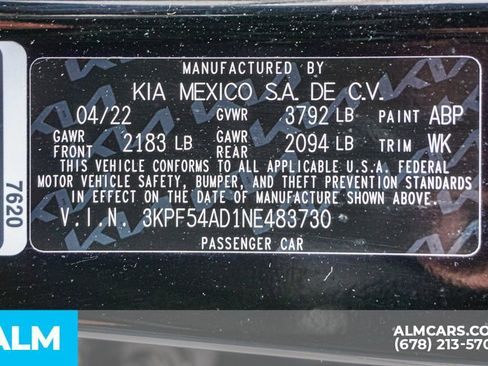 MANUFACTURED BY
KIA MEXICO S.A. DE C.V.
04/22 GVWR 3792 LB PAINT ABP
GAWR FRONT 2183 LB GAWR REAR 2094 LB TRIM WK
THIS VEHICLE CONFORMS TO ALL APPLICABLE U.S.A. FEDERAL
MOTOR VEHICLE SAFETY, BUMPER, AND THEFT PREVENTION STANDARDS
IN EFFECT ON THE DATE OF MANUFACTURE SHOWN ABOVE.
V.I.N. 3KPF54AD1NE483730
PASSENGER CAR
7620
ALM
ALMCARS.COM
(678) 213-570